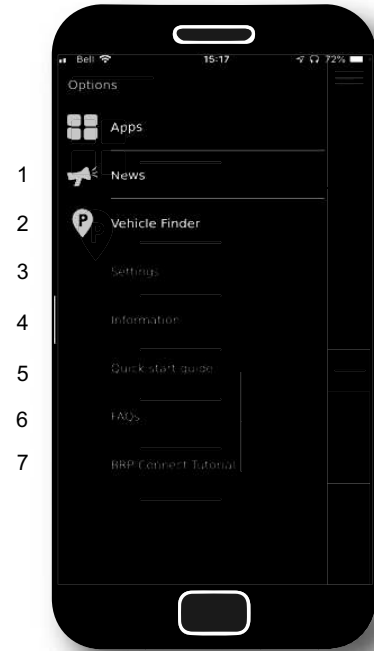 Bell 15:17 72%
Options
Apps
1 News
2 P Vehicle Finder
3 Settings
4 Information
5 Quick start guide
6 FAQs
7 BRP Connect Tutorial